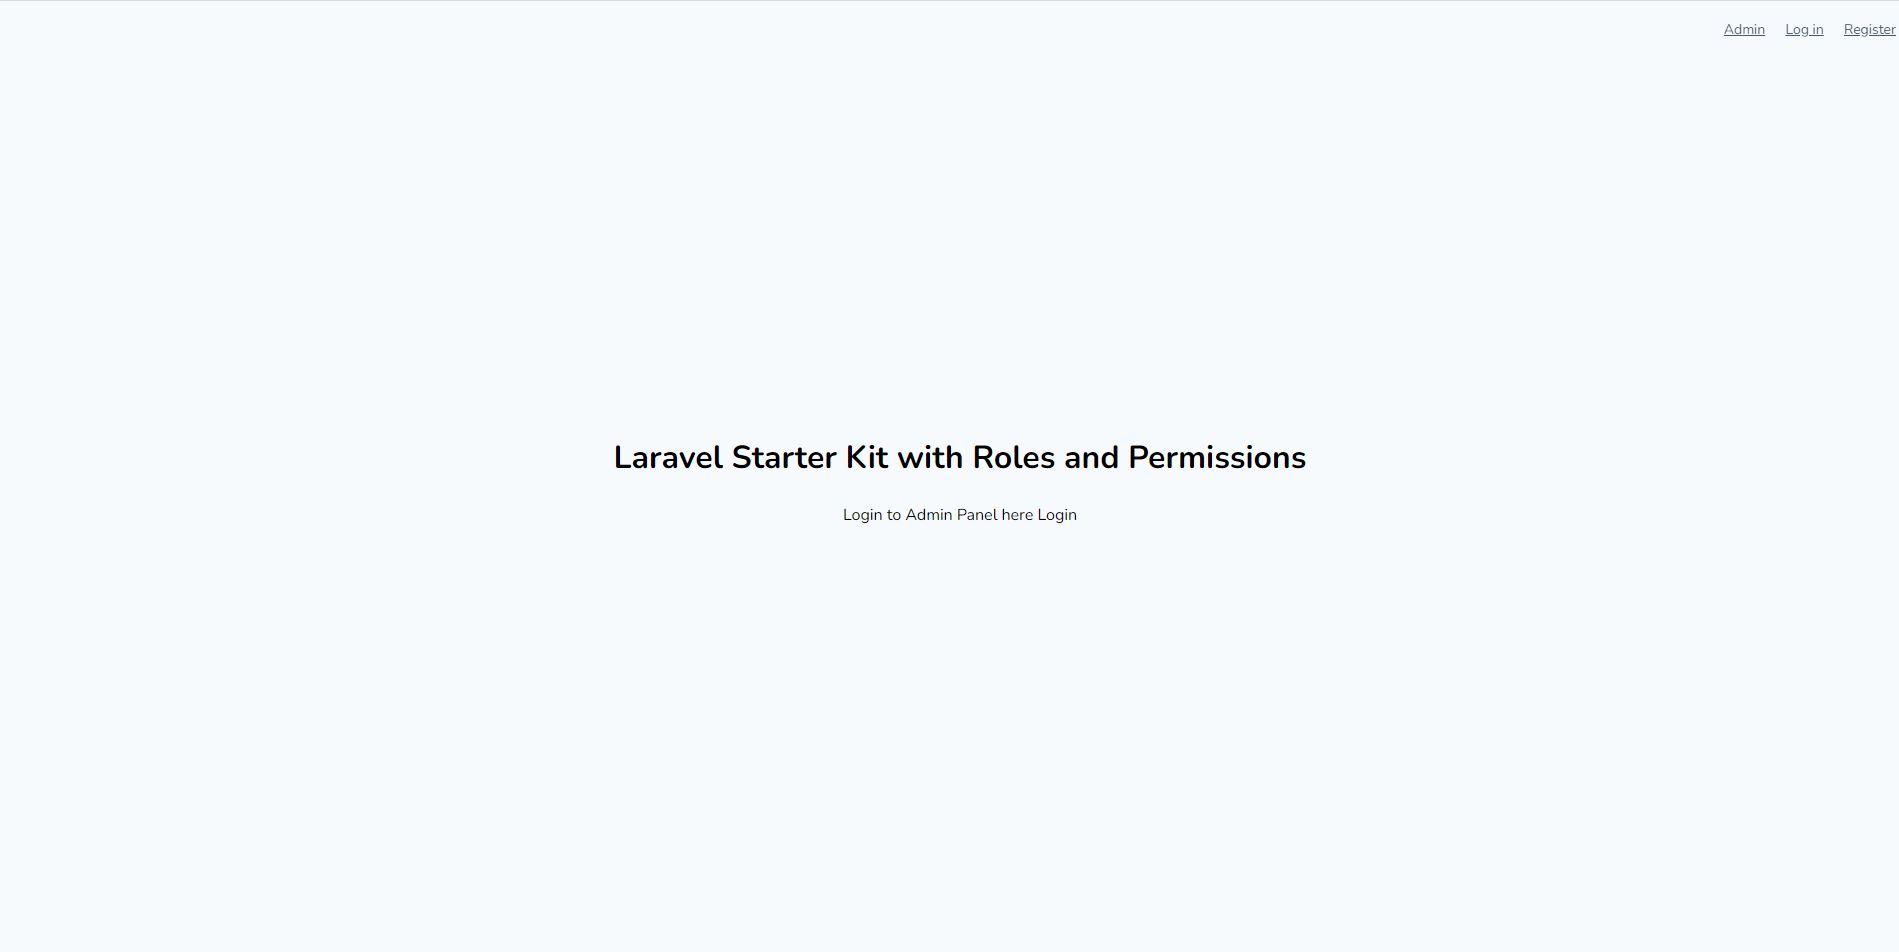 Admin Log in Register
Laravel Starter Kit with Roles and Permissions
Login to Admin Panel here Login